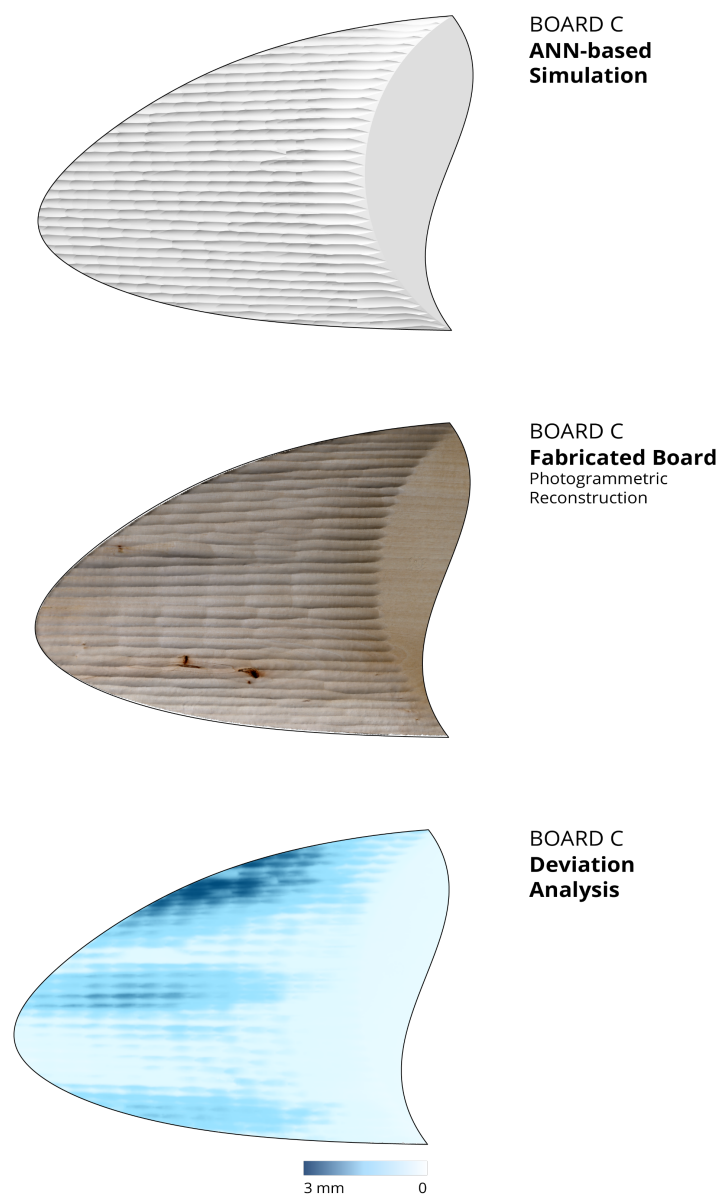 BOARD C
ANN-based
Simulation
BOARD C
Fabricated Board
Photogrammetric
Reconstruction
BOARD C
Deviation
Analysis
3 mm 0